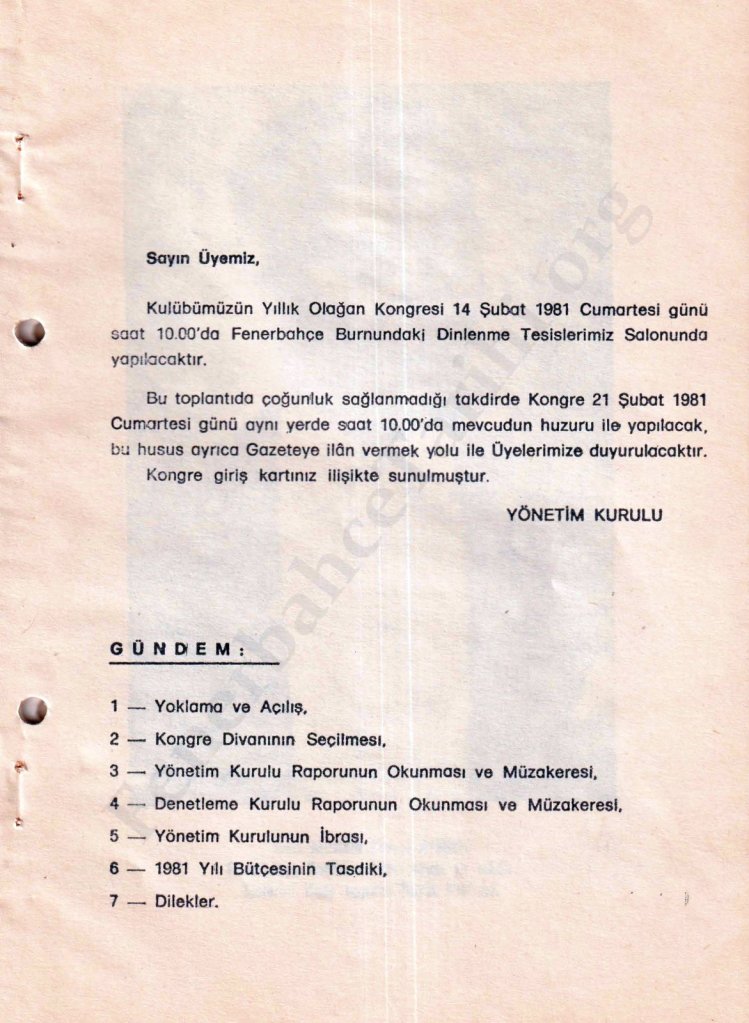 Sayın Üyemiz,
Kulübümüzün Yıllık Olağan Kongresi 14 Şubat 1981 Cumartesi günü
saat 10.00'da Fenerbahçe Burnundaki Dinlenme Tesislerimiz Salonunda
yapılacaktır.
Bu toplantıda çoğunluk sağlanmadığı takdirde Kongre 21 Şubat 1981
Cumartesi günü aynı yerde saat 10.00'da mevcudun huzuru ile yapılacak,
bu husus ayrıca Gazeteye ilân vermek yolu ile Üyelerimize duyurulacaktır.
Kongre giriş kartınız ilişikte sunulmuştur.
YÖNETİM KURULU
GÜNDEM:
1 — Yoklama ve Açılış,
2 — Kongre Divanının Seçilmesi,
3 — Yönetim Kurulu Raporunun Okunması ve Müzakeresi,
4 — Denetleme Kurulu Raporunun Okunması ve Müzakeresi,
5 — Yönetim Kurulunun İbrası,
6 — 1981 Yılı Bütçesinin Tasdiki,
7 — Dilekler.
FenerbahceTarihi.org